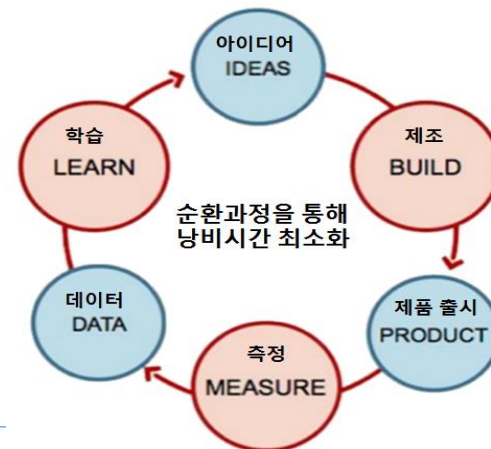 아이디어
IDEAS
제조
BUILD
제품 출시
PRODUCT
측정
MEASURE
데이터
DATA
학습
LEARN
순환과정을 통해
낭비시간 최소화